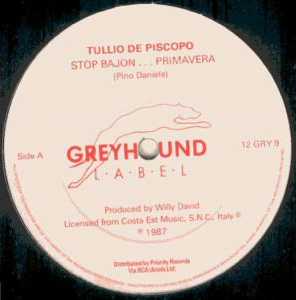 TULLIO DE PISCOPO
STOP BAJON . . . PRIMAVERA
(Pino Daniele)
Side A
12 GRY 9
GREYHOUND
L·A·B·E·L
Produced by Willy David
Licensed from Costa Est Music, S.N.C., Italy ℗
℗ 1987
Distributed by Priority Records
Via RCA/Ariola Ltd.